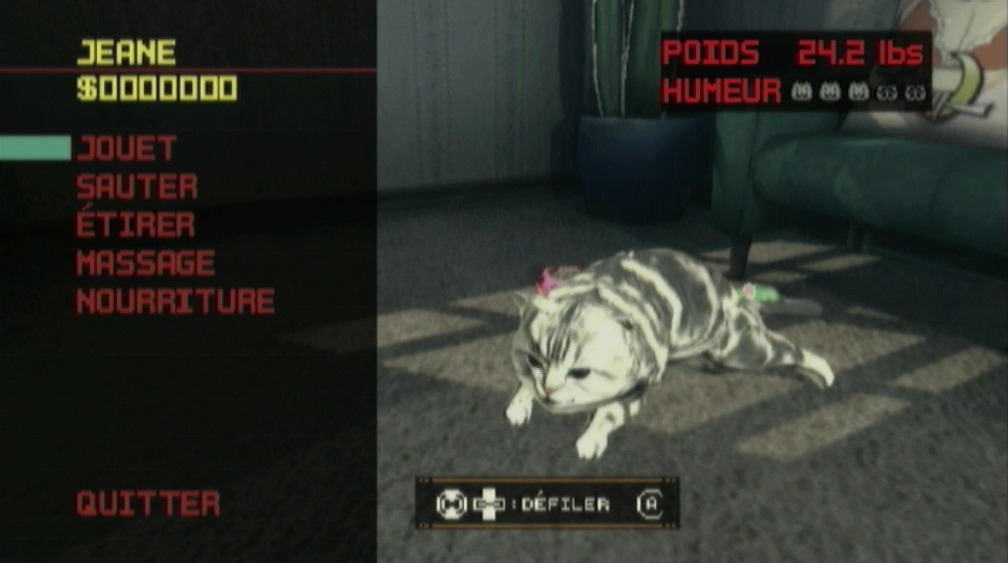 JEANE
$0000000
POIDS 24.2 lbs
HUMEUR
JOUET
SAUTER
ÉTIRER
MASSAGE
NOURRITURE
QUITTER
: DÉFILER A